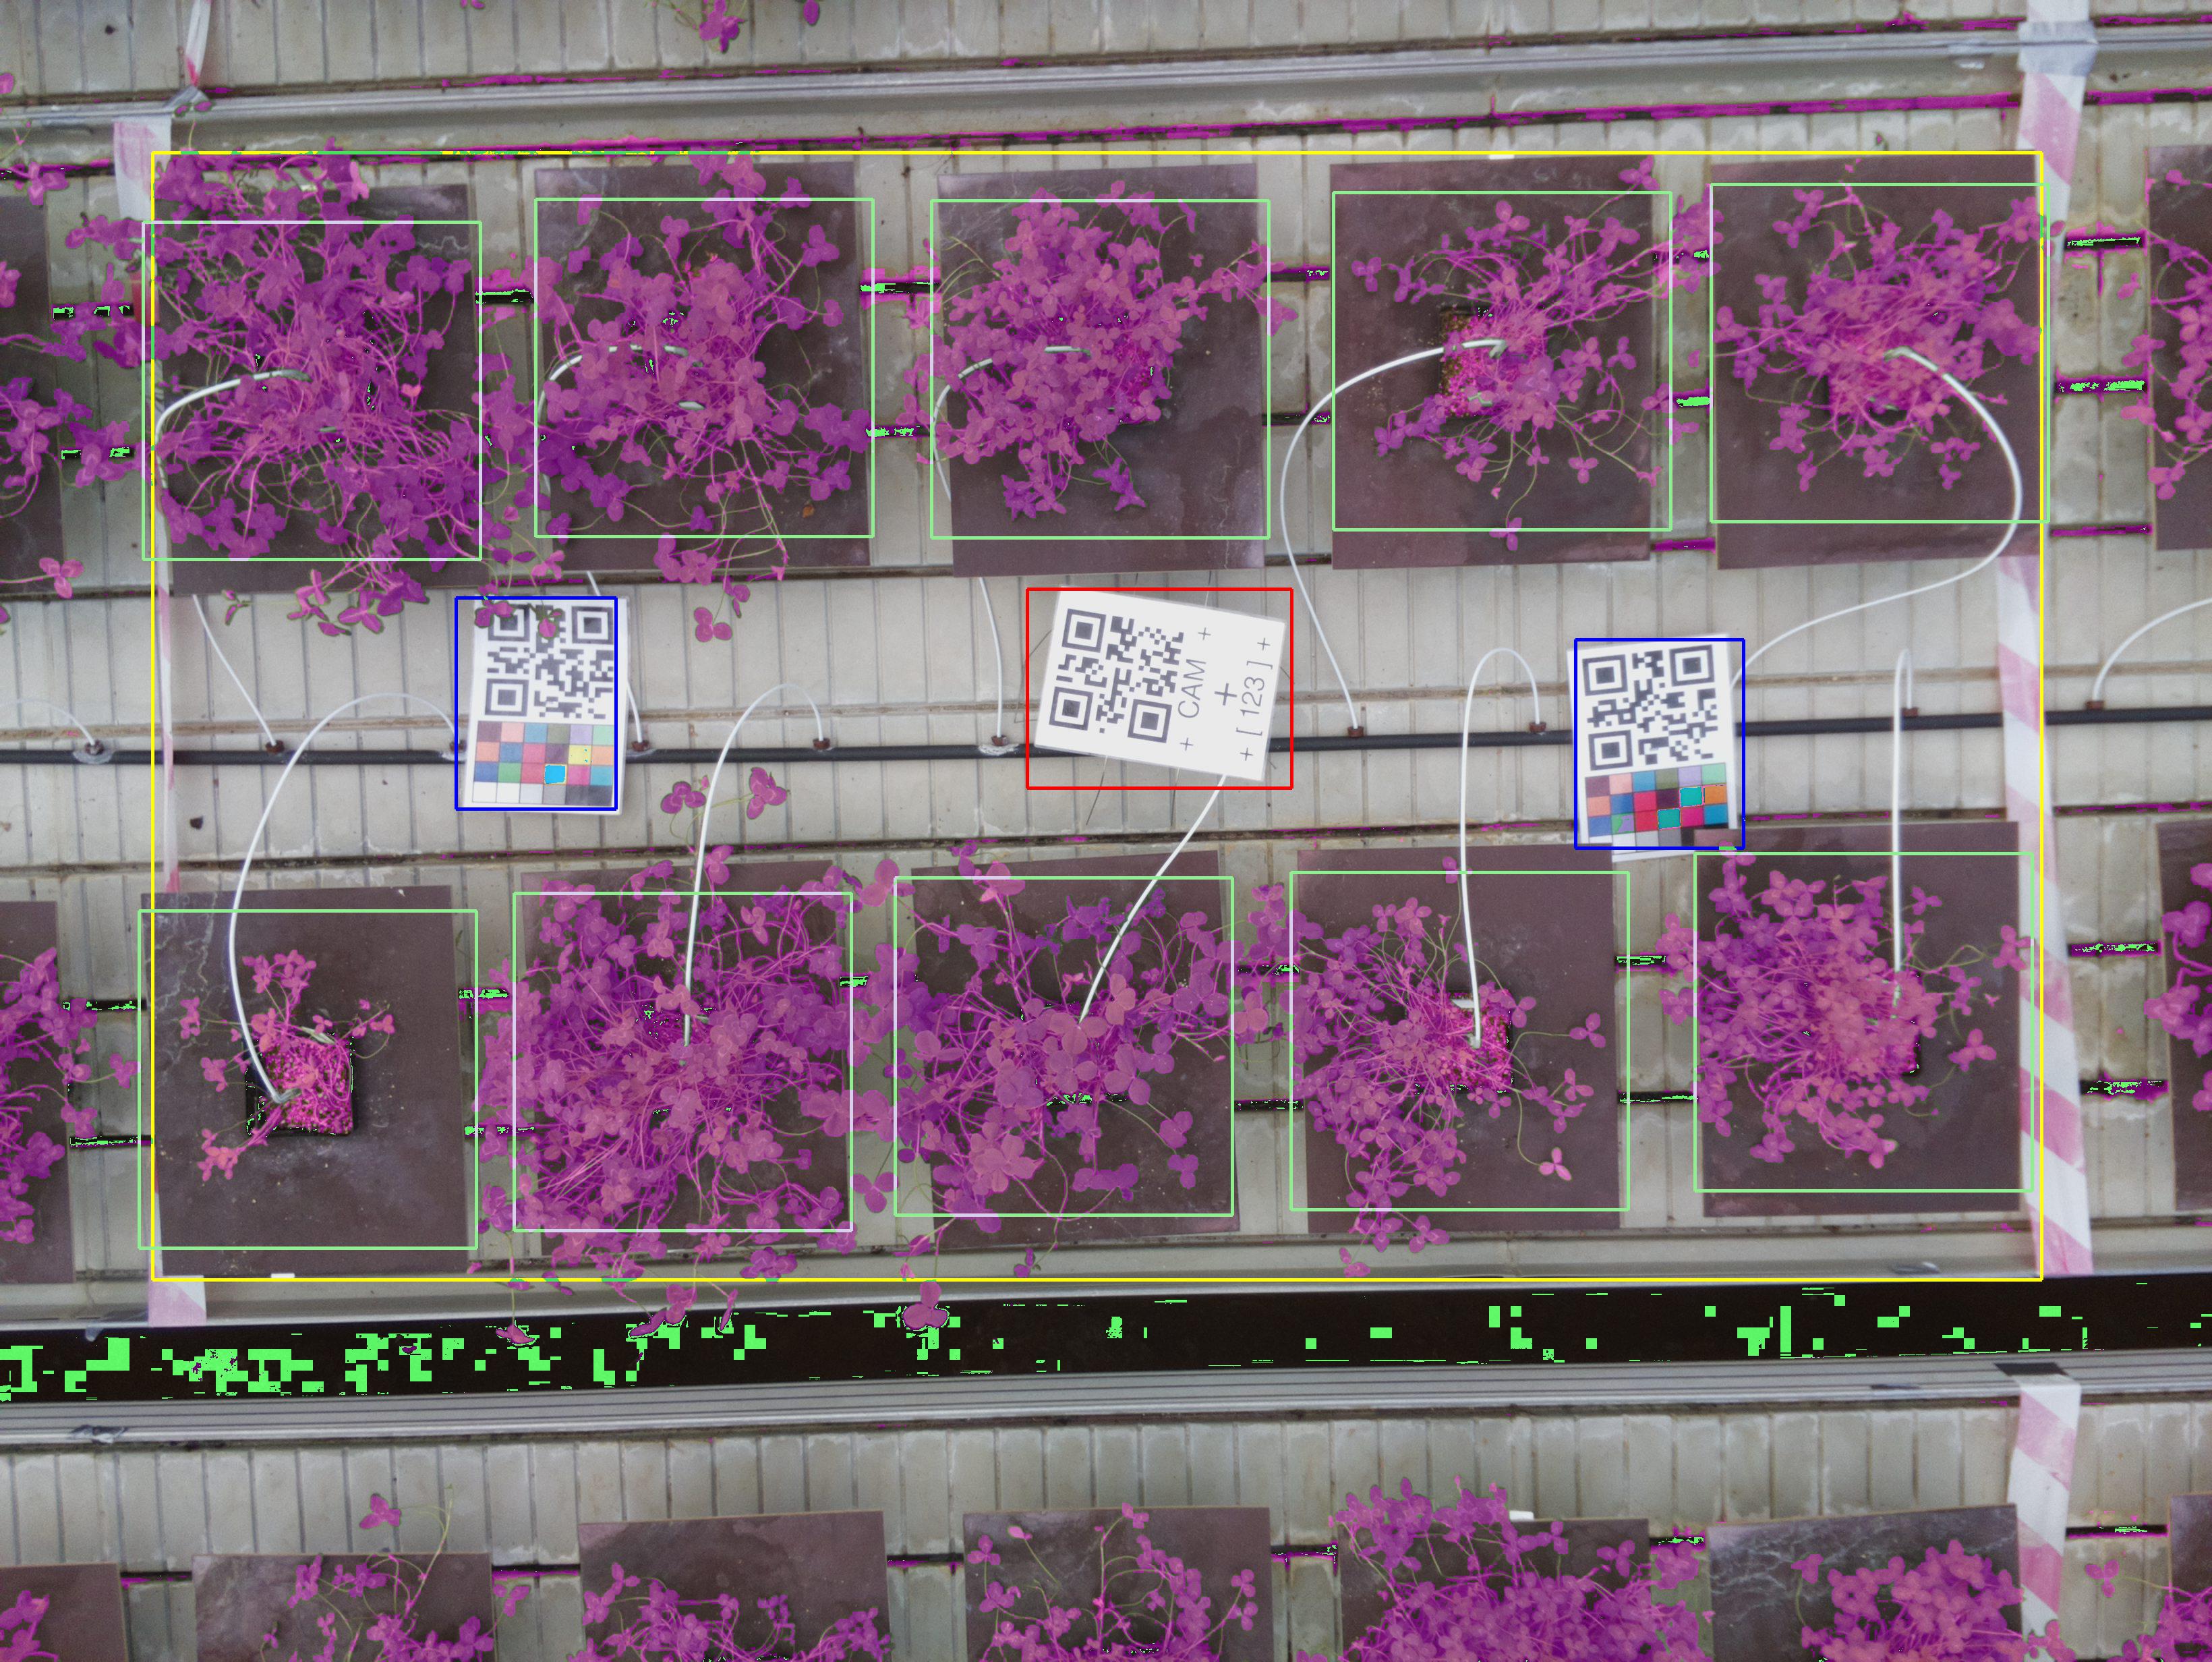 + CAM +
+
+ [ 123 ] +